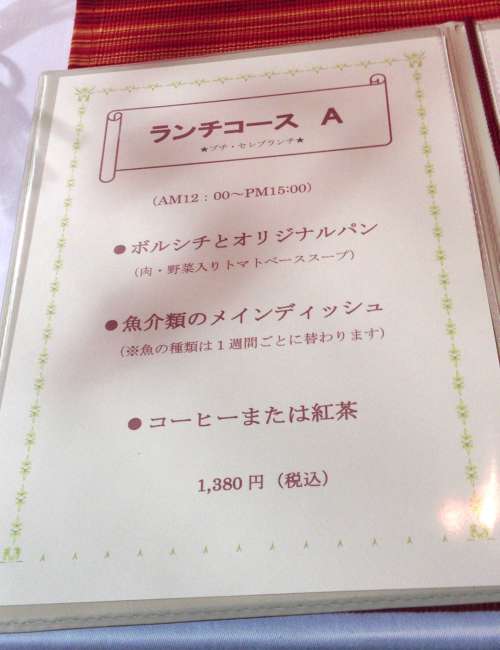 ランチコース A
★プチ・セレブランチ★
(AM12：00～PM15:00)
●ボルシチとオリジナルパン
(肉・野菜入りトマトベーススープ)
●魚介類のメインディッシュ
(※魚の種類は１週間ごとに替わります)
●コーヒーまたは紅茶
1,380 円（税込）